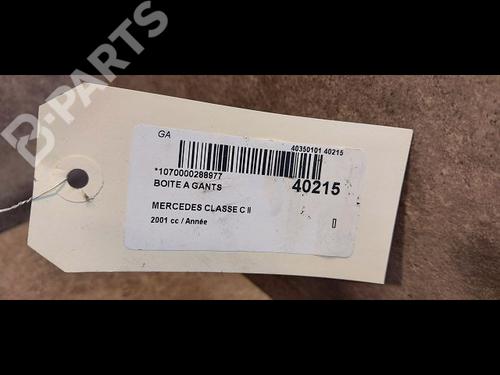 B-PARTS
GA
40350101 40215
*1070000288977
BOITE A GANTS
40215
MERCEDES CLASSE C II
2001 cc / Année